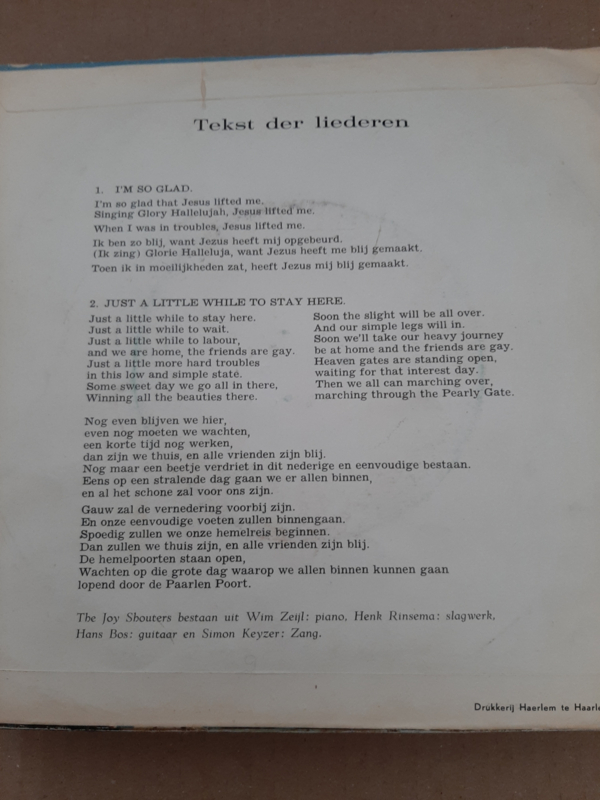 Tekst der liederen
1. I'M SO GLAD.
I'm so glad that Jesus lifted me.
Singing Glory Hallelujah, Jesus lifted me.
When I was in troubles, Jesus lifted me.
Ik ben zo blij, want Jezus heeft mij opgebeurd.
(Ik zing) Glorie Halleluja, want Jezus heeft me blij gemaakt.
Toen ik in moeilijkheden zat, heeft Jezus mij blij gemaakt.
2. JUST A LITTLE WHILE TO STAY HERE.
Just a little while to stay here.
Just a little while to wait.
Just a little while to labour,
and we are home, the friends are gay.
Just a little more hard troubles
in this low and simple state.
Some sweet day we go all in there,
Winning all the beauties there.
Soon the slight will be all over.
And our simple legs will in.
Soon we'll take our heavy journey
be at home and the friends are gay.
Heaven gates are standing open,
waiting for that interest day.
Then we all can marching over,
marching through the Pearly Gate.
Nog even blijven we hier,
even nog moeten we wachten,
een korte tijd nog werken,
dan zijn we thuis, en alle vrienden zijn blij.
Nog maar een beetje verdriet in dit nederige en eenvoudige bestaan.
Eens op een stralende dag gaan we er allen binnen,
en al het schone zal voor ons zijn.
Gauw zal de vernedering voorbij zijn.
En onze eenvoudige voeten zullen binnengaan.
Spoedig zullen we onze hemelreis beginnen.
Dan zullen we thuis zijn, en alle vrienden zijn blij.
De hemelpoorten staan open,
Wachten op die grote dag waarop we allen binnen kunnen gaan
lopend door de Paarlen Poort.
The Joy Shouters bestaan uit Wim Zeijl: piano, Henk Rinsema: slagwerk,
Hans Bos: guitaar en Simon Keyzer: Zang.
Drukkerij Haerlem te Haarle